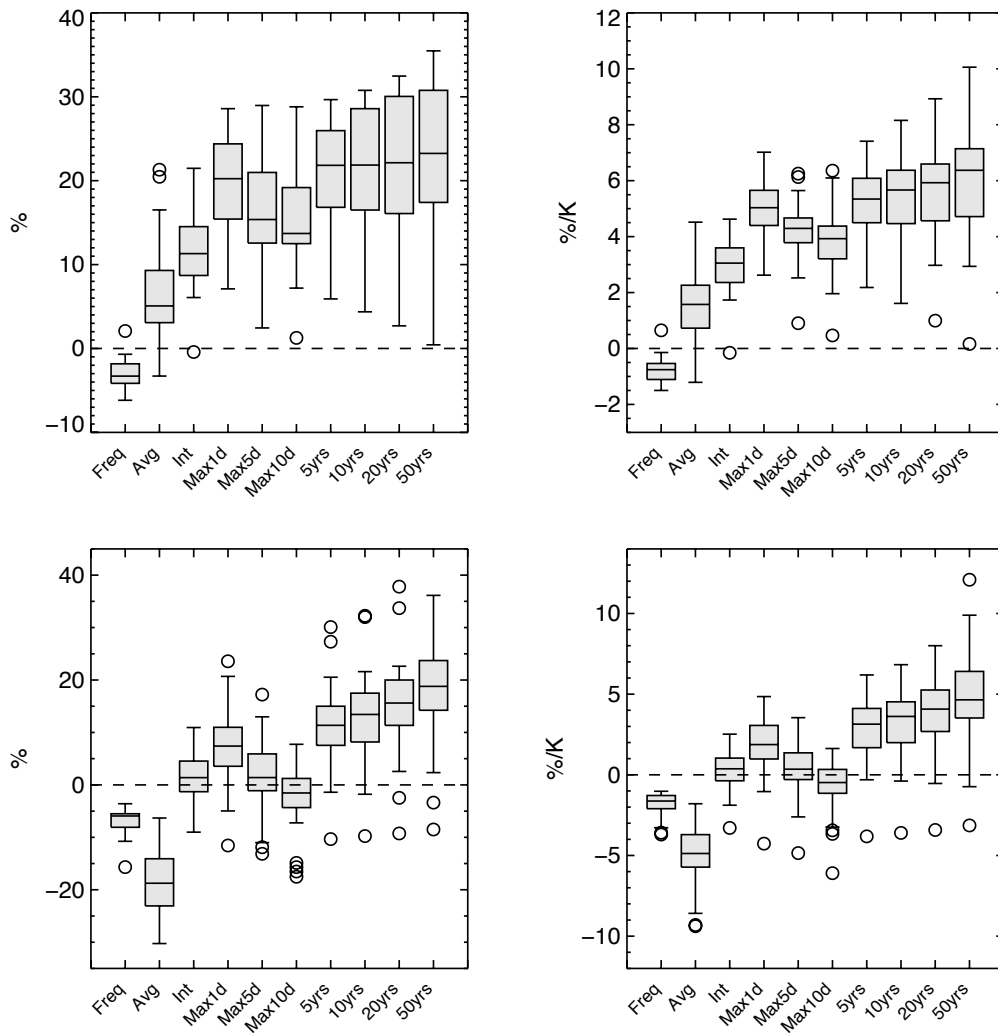 40
30
20
10
0
−10
%
Freq
Avg
Int
Max1d
Max5d
Max10d
5yrs
10yrs
20yrs
50yrs
12
10
8
6
4
2
0
−2
%/K
Freq
Avg
Int
Max1d
Max5d
Max10d
5yrs
10yrs
20yrs
50yrs
40
20
0
−20
%
Freq
Avg
Int
Max1d
Max5d
Max10d
5yrs
10yrs
20yrs
50yrs
10
5
0
−5
−10
%/K
Freq
Avg
Int
Max1d
Max5d
Max10d
5yrs
10yrs
20yrs
50yrs